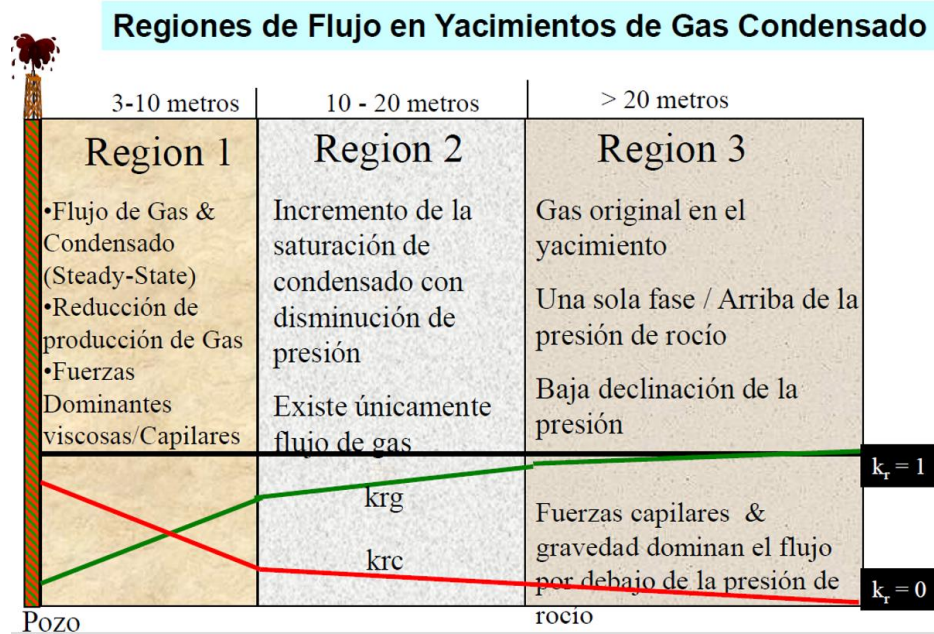 Regiones de Flujo en Yacimientos de Gas Condensado
3-10 metros
10 - 20 metros
> 20 metros
Region 1
•Flujo de Gas &
Condensado
(Steady-State)
•Reducción de
producción de Gas
•Fuerzas
Dominantes
viscosas/Capilares
Region 2
Incremento de la
saturación de
condensado con
disminución de
presión
Existe únicamente
flujo de gas
krg
krc
Region 3
Gas original en el
yacimiento
Una sola fase / Arriba de la
presión de rocío
Baja declinación de la
presión
Fuerzas capilares &
gravedad dominan el flujo
por debajo de la presión de
rocío
kr = 1
kr = 0
Pozo